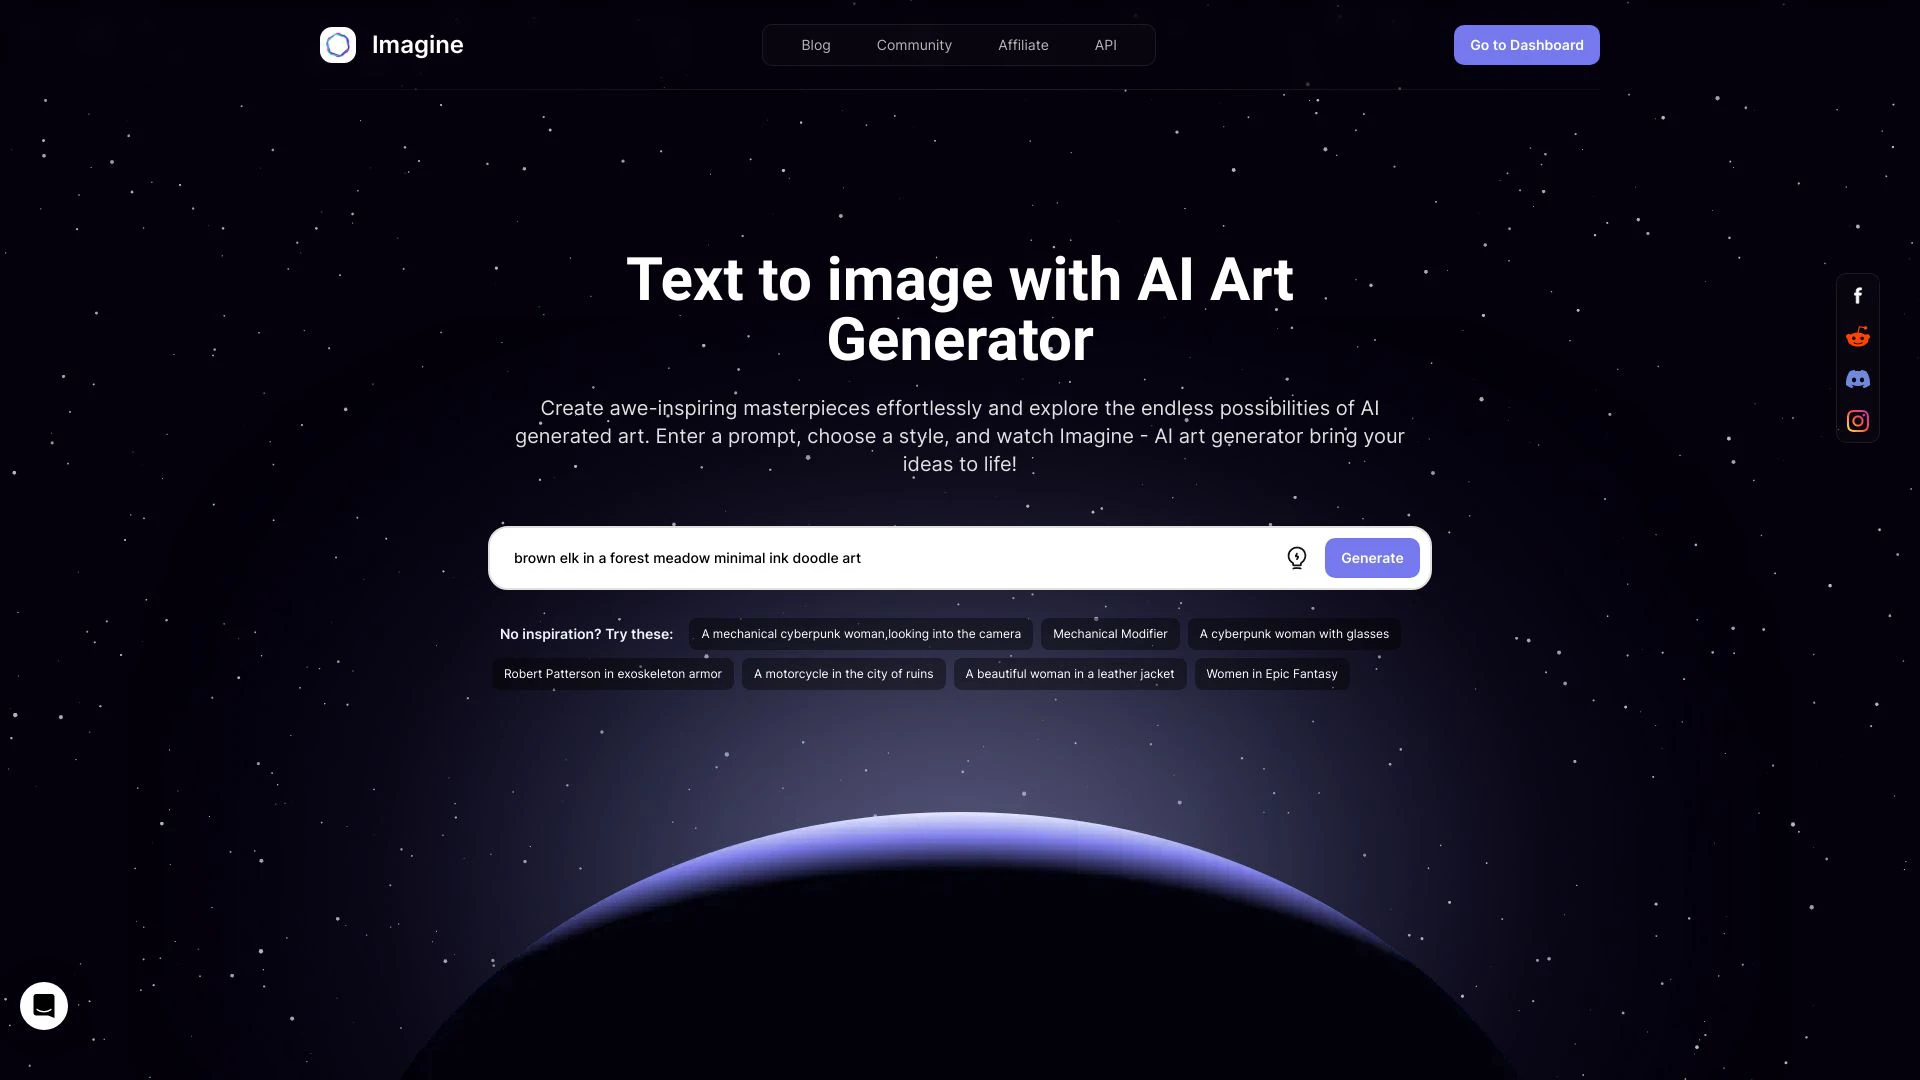 Imagine
Blog
Community
Affiliate
API
Go to Dashboard
Text to image with AI Art
Generator
Create awe-inspiring masterpieces effortlessly and explore the endless possibilities of AI
generated art. Enter a prompt, choose a style, and watch Imagine - AI art generator bring your
ideas to life!
brown elk in a forest meadow minimal ink doodle art
Generate
No inspiration? Try these:
A mechanical cyberpunk woman,looking into the camera
Mechanical Modifier
A cyberpunk woman with glasses
Robert Patterson in exoskeleton armor
A motorcycle in the city of ruins
A beautiful woman in a leather jacket
Women in Epic Fantasy